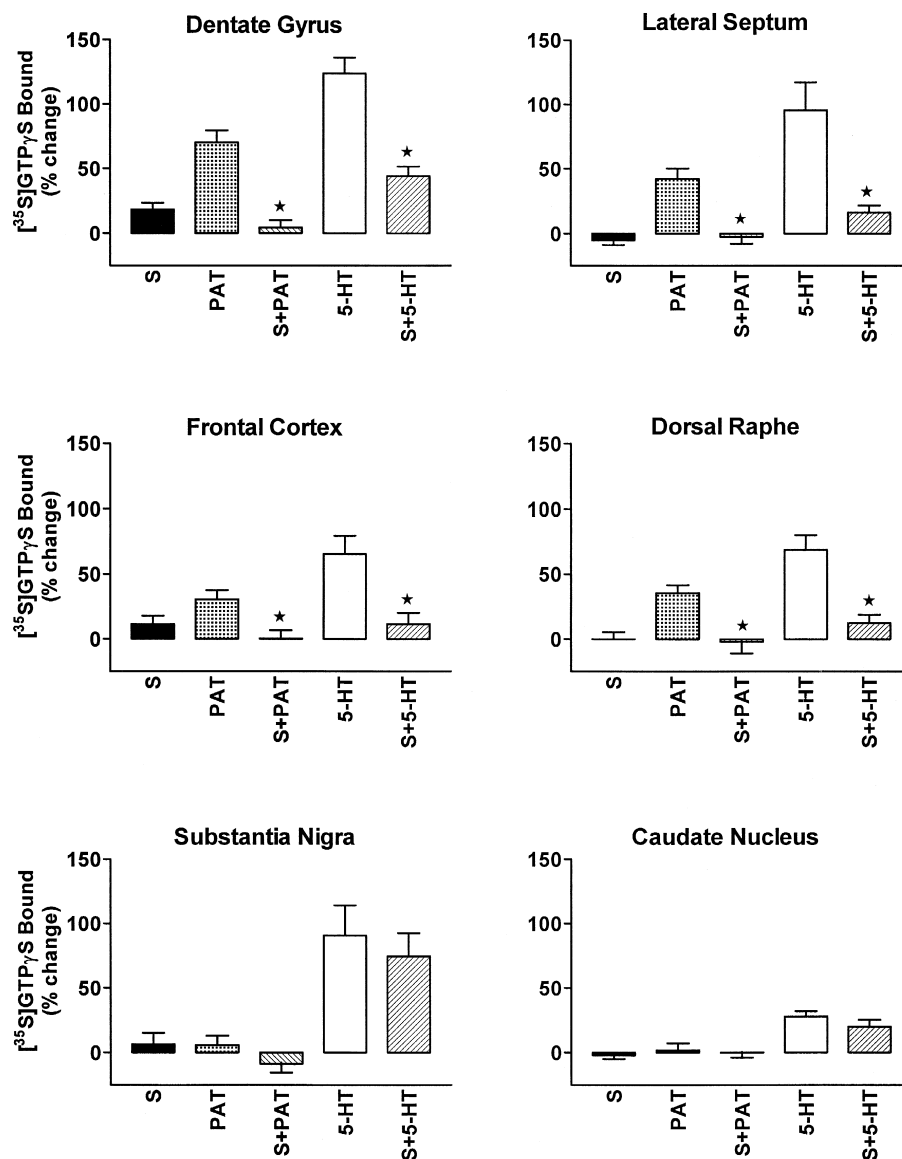 Dentate Gyrus
[³⁵S]GTPγS Bound
(% change)
150
100
50
0
S
PAT
S+PAT
★
5-HT
S+5-HT
★
Lateral Septum
150
100
50
0
S
PAT
S+PAT
★
5-HT
S+5-HT
★
Frontal Cortex
[³⁵S]GTPγS Bound
(% change)
150
100
50
0
S
PAT
S+PAT
★
5-HT
S+5-HT
★
Dorsal Raphe
150
100
50
0
S
PAT
S+PAT
★
5-HT
S+5-HT
★
Substantia Nigra
[³⁵S]GTPγS Bound
(% change)
150
100
50
0
S
PAT
S+PAT
5-HT
S+5-HT
Caudate Nucleus
150
100
50
0
S
PAT
S+PAT
5-HT
S+5-HT